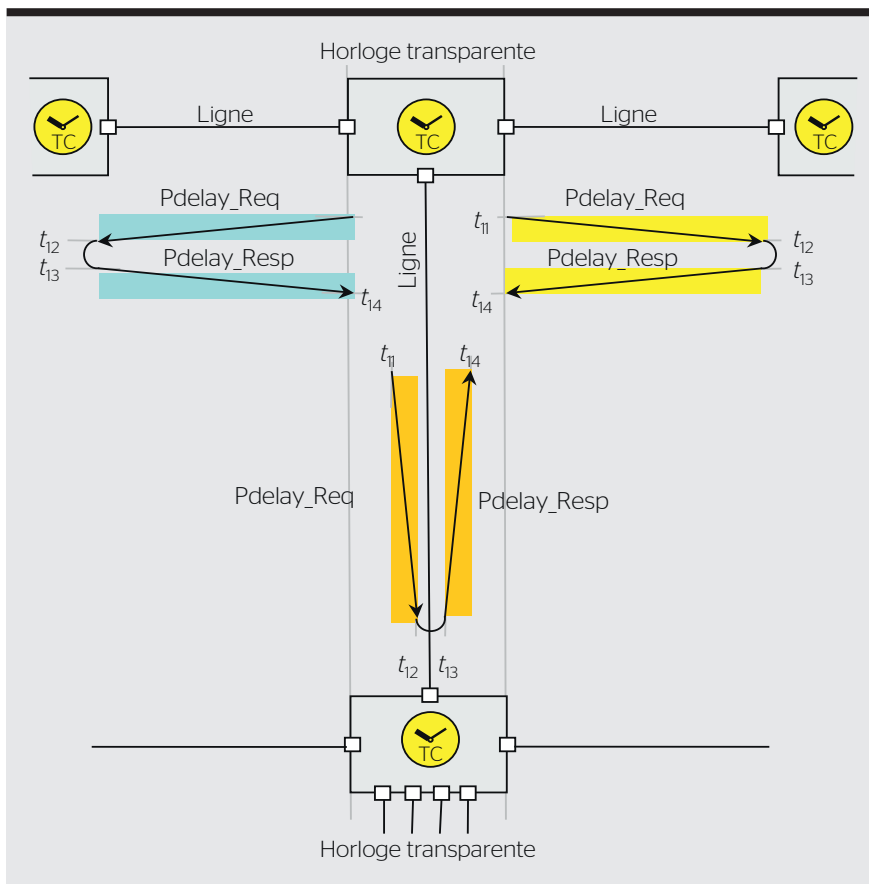 Horloge transparente
Ligne
Ligne
TC
TC
TC
Pdelay_Req
Pdelay_Req
t11
t12
t12
Pdelay_Resp
Pdelay_Resp
t13
t13
t14
t14
Ligne
t11
t14
Pdelay_Req
Pdelay_Resp
t12
t13
TC
Horloge transparente